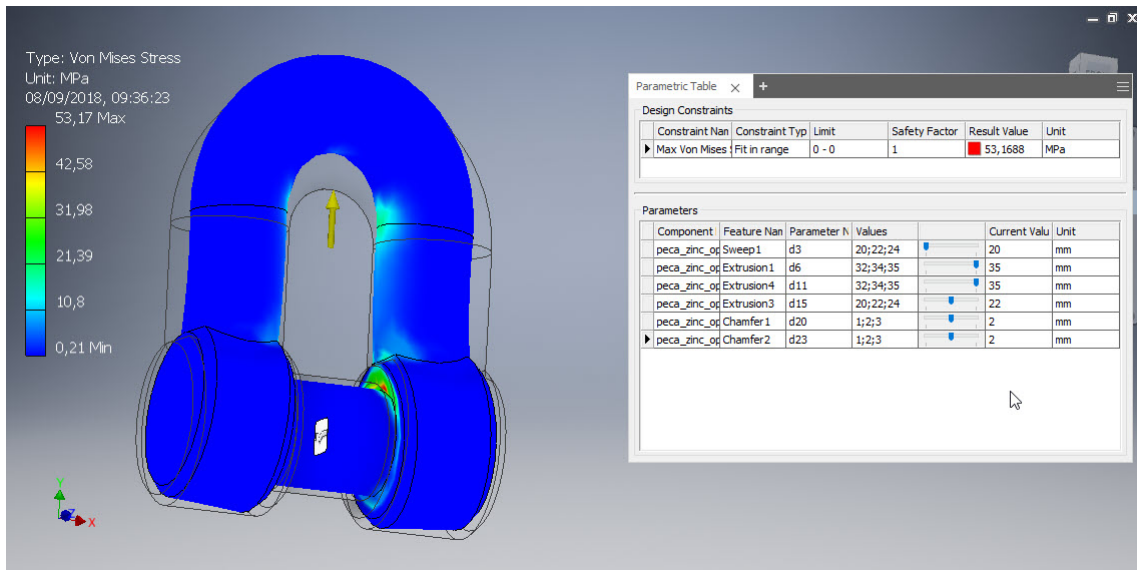 Type: Von Mises Stress
Unit: MPa
08/09/2018, 09:36:23
53,17 Max
42,58
31,98
21,39
10,8
0,21 Min
Y
Z
X
Parametric Table
Design Constraints
Constraint Nan Constraint Typ Limit Safety Factor Result Value Unit
Max Von Mises Fit in range 0 - 0 1 53,1688 MPa
Parameters
Component Feature Nan Parameter N Values Current Valu Unit
peca_zinc_op Sweep1 d3 20;22;24 20 mm
peca_zinc_op Extrusion1 d6 32;34;35 35 mm
peca_zinc_op Extrusion4 d11 32;34;35 35 mm
peca_zinc_op Extrusion3 d15 20;22;24 22 mm
peca_zinc_op Chamfer1 d20 1;2;3 2 mm
peca_zinc_op Chamfer2 d23 1;2;3 2 mm